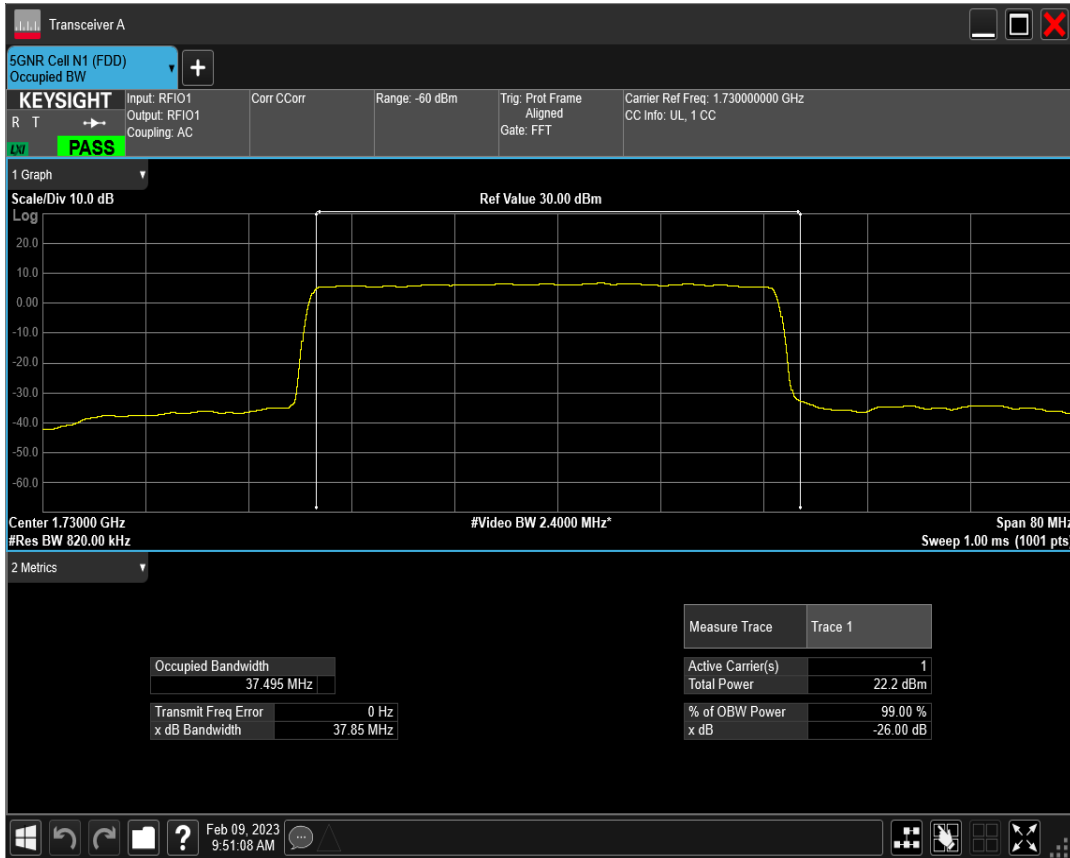 Transceiver A
5GNR Cell N1 (FDD)
Occupied BW
+
KEYSIGHT
R T
LXI
PASS
Input: RFIO1
Output: RFIO1
Coupling: AC
Corr CCorr
Range: -60 dBm
Trig: Prot Frame
Aligned
Gate: FFT
Carrier Ref Freq: 1.730000000 GHz
CC Info: UL, 1 CC
1 Graph
Scale/Div 10.0 dB
Ref Value 30.00 dBm
Log
20.0
10.0
0.00
-10.0
-20.0
-30.0
-40.0
-50.0
-60.0
Center 1.73000 GHz
#Video BW 2.4000 MHz*
Span 80 MHz
#Res BW 820.00 kHz
Sweep 1.00 ms (1001 pts)
2 Metrics
Measure Trace Trace 1
Occupied Bandwidth
37.495 MHz
Active Carrier(s) 1
Total Power 22.2 dBm
Transmit Freq Error 0 Hz
x dB Bandwidth 37.85 MHz
% of OBW Power 99.00 %
x dB -26.00 dB
?
Feb 09, 2023
9:51:08 AM